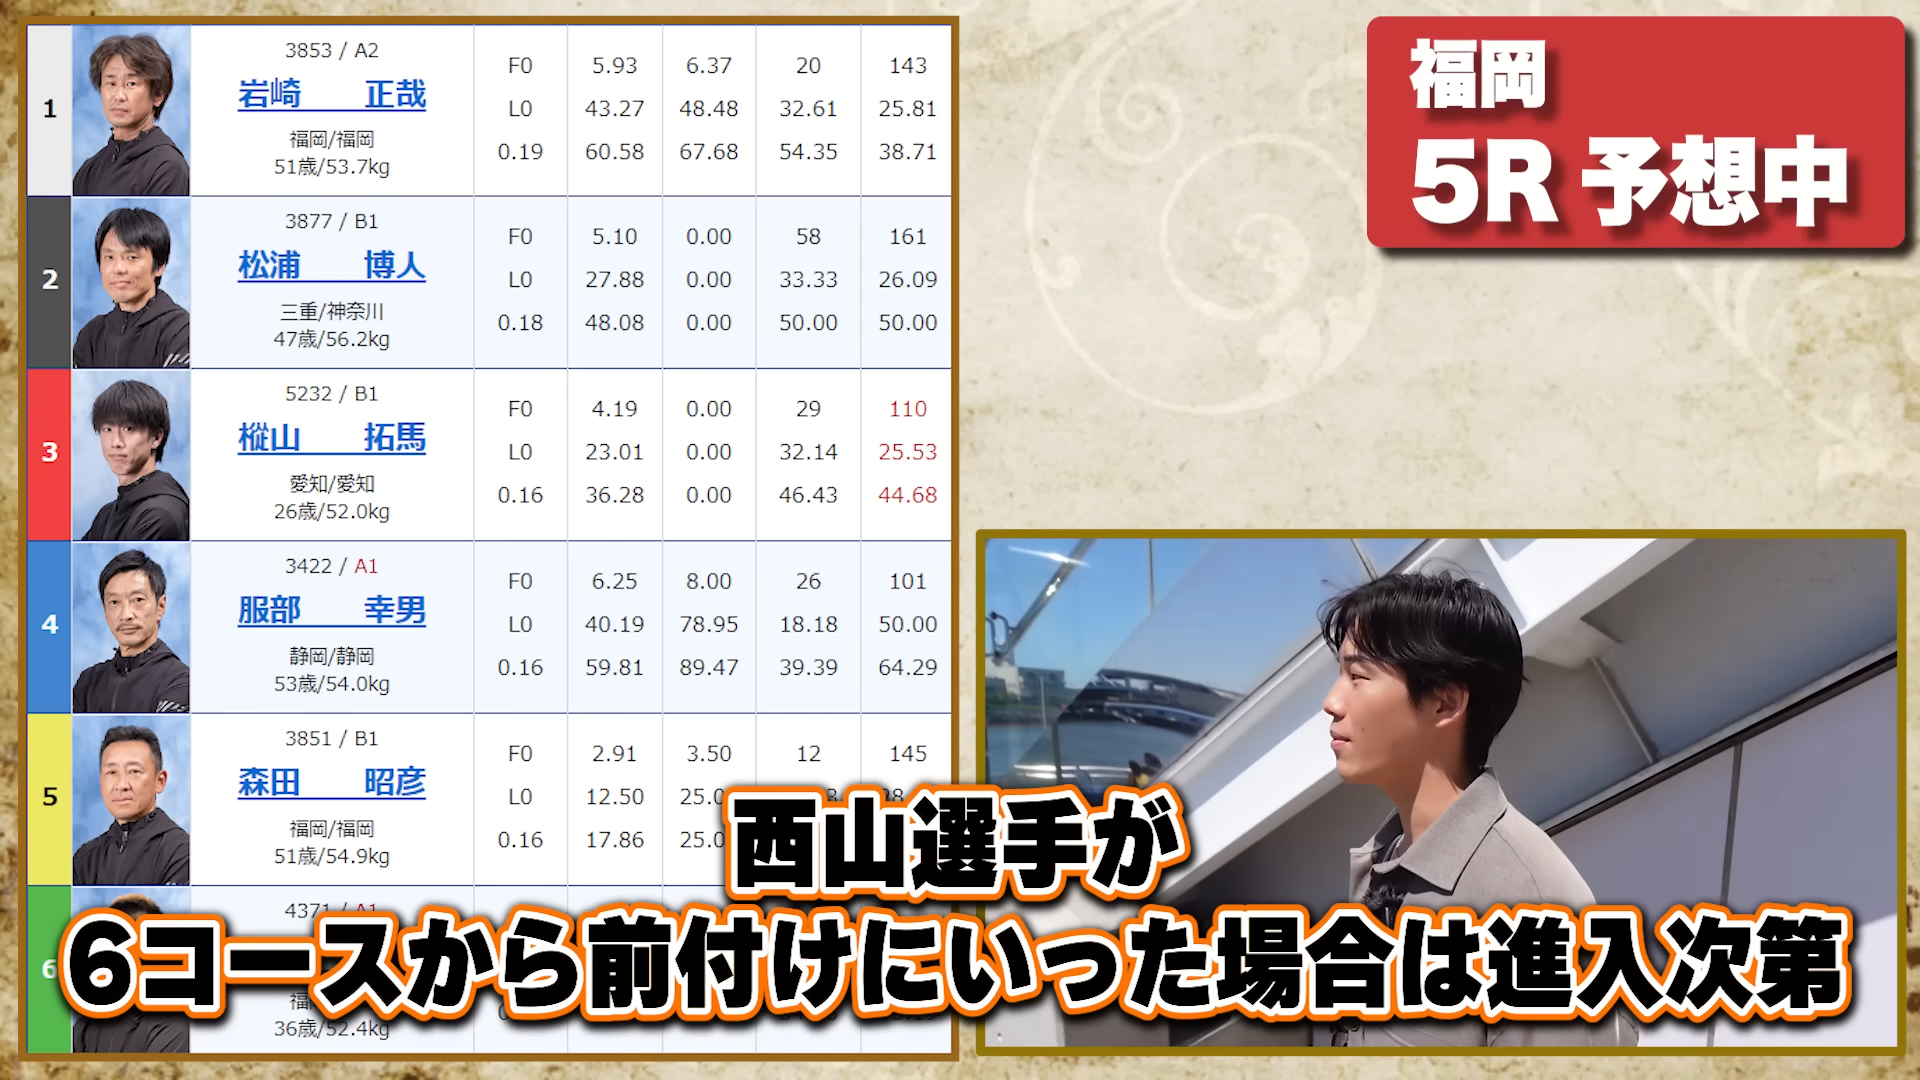 福岡
5R 予想中
1
3853 / A2
岩崎 正哉
福岡/福岡
51歳/53.7kg
F0 5.93 6.37 20 143
L0 43.27 48.48 32.61 25.81
0.19 60.58 67.68 54.35 38.71
2
3877 / B1
松浦 博人
三重/神奈川
47歳/56.2kg
F0 5.10 0.00 58 161
L0 27.88 0.00 33.33 26.09
0.18 48.08 0.00 50.00 50.00
3
5232 / B1
樅山 拓馬
愛知/愛知
26歳/52.0kg
F0 4.19 0.00 29 110
L0 23.01 0.00 32.14 25.53
0.16 36.28 0.00 46.43 44.68
4
3422 / A1
服部 幸男
静岡/静岡
53歳/54.0kg
F0 6.25 8.00 26 101
L0 40.19 78.95 18.18 50.00
0.16 59.81 89.47 39.39 64.29
5
3851 / B1
森田 昭彦
福岡/福岡
51歳/54.9kg
F0 2.91 3.50 12 145
L0 12.50
0.16 17.86
6
4371 / A1
36歳/52.4kg
西山選手が
6コースから前付けにいった場合は進入次第